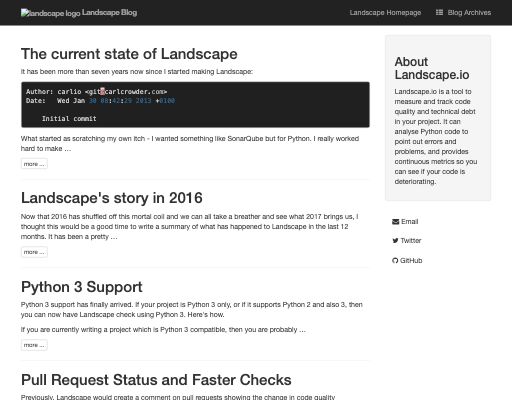 landscape logo Landscape Blog
Landscape Homepage
Blog Archives
The current state of Landscape
It has been more than seven years now since I started making Landscape:
Author: carlio <git@carlcrowder.com>
Date: Wed Jan 30 08:42:29 2013 +0100
Initial commit
What started as scratching my own itch - I wanted something like SonarQube but for Python. I really worked
hard to make ...
more ...
Landscape's story in 2016
Now that 2016 has shuffled off this mortal coil and we can all take a breather and see what 2017 brings us, I
thought this would be a good time to write a summary of what has happened to Landscape in the last 12
months. It has been a pretty ...
more ...
Python 3 Support
Python 3 support has finally arrived. If your project is Python 3 only, or if it supports Python 2 and also 3, then
you can now have Landscape check using Python 3. Here's how.
If you are currently writing a project which is Python 3 compatible, then you are probably ...
more ...
Pull Request Status and Faster Checks
Previously, Landscape would create a comment on pull requests showing the change in code quality
About
Landscape.io
Landscape.io is a tool to
measure and track code
quality and technical debt
in your project. It can
analyse Python code to
point out errors and
problems, and provides
continuous metrics so you
can see if your code is
deteriorating.
Email
Twitter
GitHub